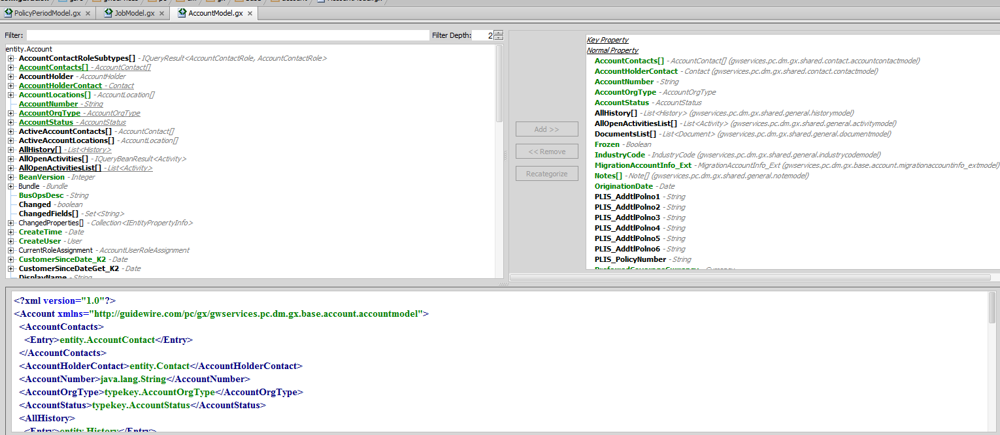 PolicyPeriodModel.gx
JobModel.gx
AccountModel.gx
Filter:
Filter Depth: 2
entity.Account
AccountContactRoleSubtypes[] - IQueryResult<AccountContactRole, AccountContactRole>
AccountContacts[] - AccountContact[]
AccountHolder - AccountHolder
AccountHolderContact - Contact
AccountLocations[] - AccountLocation[]
AccountNumber - String
AccountOrgType - AccountOrgType
AccountStatus - AccountStatus
ActiveAccountContacts[] - AccountContact[]
ActiveAccountLocations[] - AccountLocation[]
AllHistory[] - List<History>
AllOpenActivities[] - IQueryBeanResult<Activity>
AllOpenActivitiesList[] - List<Activity>
BeanVersion - Integer
Bundle - Bundle
BusOpsDesc - String
Changed - boolean
ChangedFields[] - Set<String>
ChangedProperties[] - Collection<IEntityPropertyInfo>
CreateTime - Date
CreateUser - User
CurrentRoleAssignment - AccountUserRoleAssignment
CustomerSinceDate_K2 - Date
CustomerSinceDateGet_K2 - Date
DisplayName - String
Add >>
<< Remove
Recategorize
Key Property
Normal Property
AccountContacts[] - AccountContact[] (gwservices.pc.dm.gx.shared.contact.accountcontactmodel)
AccountHolderContact - Contact (gwservices.pc.dm.gx.shared.contact.contactmodel)
AccountNumber - String
AccountOrgType - AccountOrgType
AccountStatus - AccountStatus
AllHistory[] - List<History> (gwservices.pc.dm.gx.shared.general.historymodel)
AllOpenActivitiesList[] - List<Activity> (gwservices.pc.dm.gx.shared.general.activitymodel)
DocumentsList[] - List<Document> (gwservices.pc.dm.gx.shared.general.documentmodel)
Frozen - Boolean
IndustryCode - IndustryCode (gwservices.pc.dm.gx.shared.general.industrycodemodel)
MigrationAccountInfo_Ext - MigrationAccountInfo_Ext (gwservices.pc.dm.gx.base.account.migrationaccountinfo_extmodel)
Notes[] - Note[] (gwservices.pc.dm.gx.shared.general.notemodel)
OriginationDate - Date
PLIS_AddtlPolno1 - String
PLIS_AddtlPolno2 - String
PLIS_AddtlPolno3 - String
PLIS_AddtlPolno4 - String
PLIS_AddtlPolno5 - String
PLIS_AddtlPolno6 - String
PLIS_PolicyNumber - String
PreferredCoverageCurrency - Currency
<?xml version="1.0"?>
<Account xmlns="http://guidewire.com/pc/gx/gwservices.pc.dm.gx.base.account.accountmodel">
<AccountContacts>
<Entry>entity.AccountContact</Entry>
</AccountContacts>
<AccountHolderContact>entity.Contact</AccountHolderContact>
<AccountNumber>java.lang.String</AccountNumber>
<AccountOrgType>typekey.AccountOrgType</AccountOrgType>
<AccountStatus>typekey.AccountStatus</AccountStatus>
<AllHistory>
<Entry>entity.History</Entry>